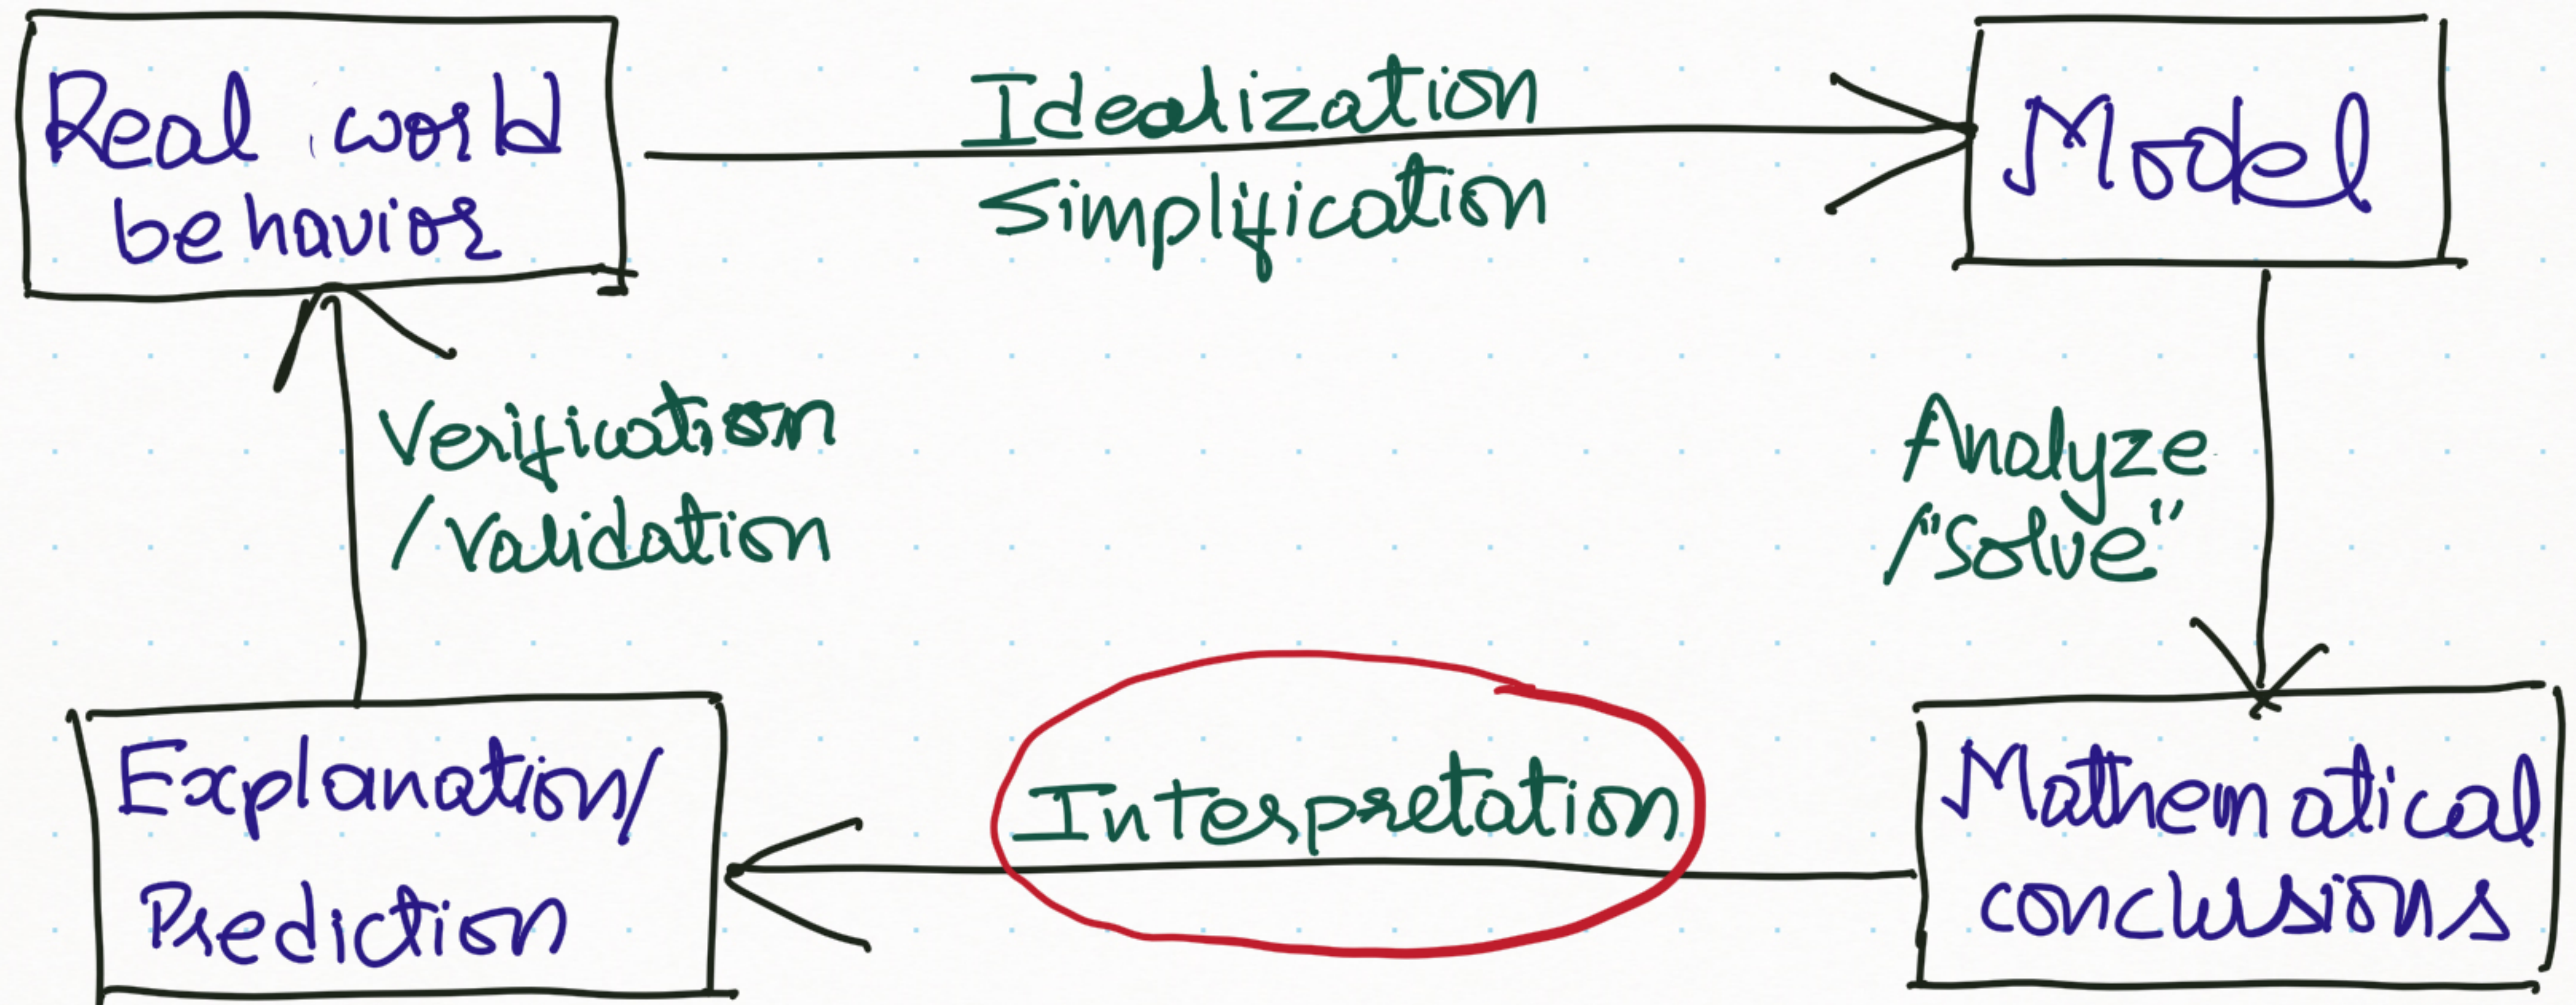 Real world
behavior
Idealization
Simplification
Model
Verification
/validation
Analyze
/"solve"
Explanation/
Prediction
Interpretation
Mathematical
conclusions